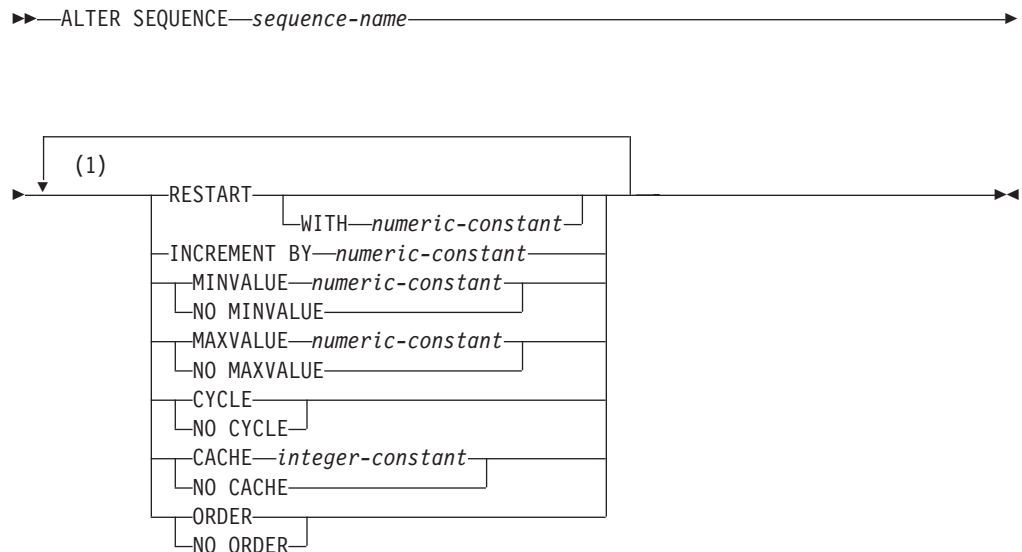 ALTER SEQUENCE sequence-name
(1)
RESTART
WITH numeric-constant
INCREMENT BY numeric-constant
MINVALUE numeric-constant
NO MINVALUE
MAXVALUE numeric-constant
NO MAXVALUE
CYCLE
NO CYCLE
CACHE integer-constant
NO CACHE
ORDER
NO ORDER